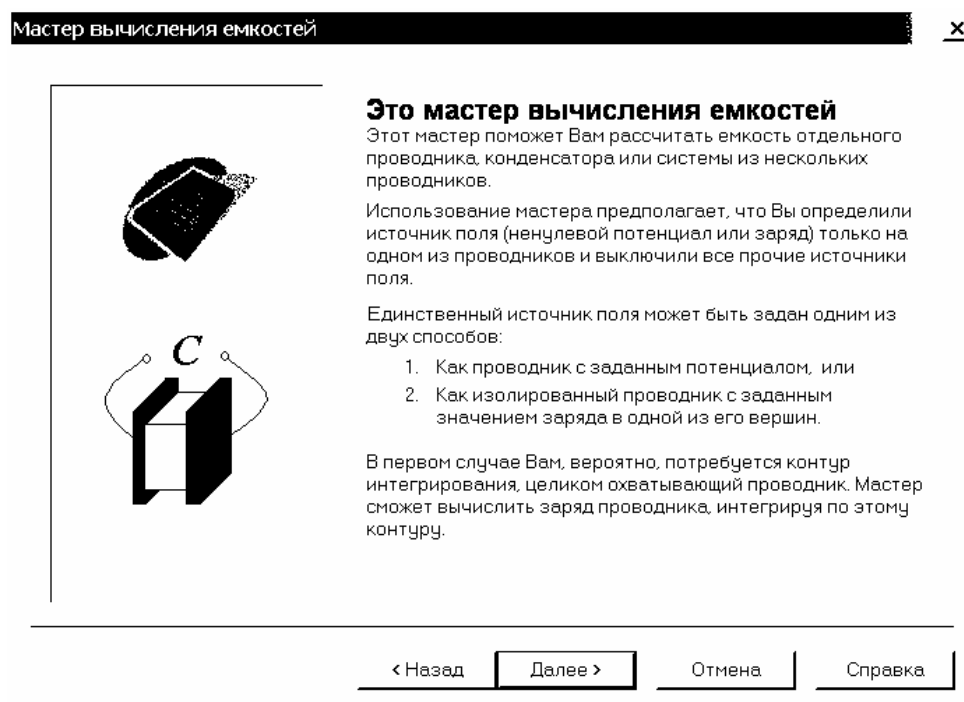 Мастер вычисления емкостей
Это мастер вычисления емкостей
Этот мастер поможет Вам рассчитать емкость отдельного
проводника, конденсатора или системы из нескольких
проводников.
Использование мастера предполагает, что Вы определили
источник поля (ненулевой потенциал или заряд) только на
одном из проводников и выключили все прочие источники
поля.
Единственный источник поля может быть задан одним из
двух способов:
1. Как проводник с заданным потенциалом, или
2. Как изолированный проводник с заданным
значением заряда в одной из его вершин.
В первом случае Вам, вероятно, потребуется контур
интегрирования, целиком охватывающий проводник. Мастер
сможет вычислить заряд проводника, интегрируя по этому
контуру.
C
< Назад
Далее >
Отмена
Справка